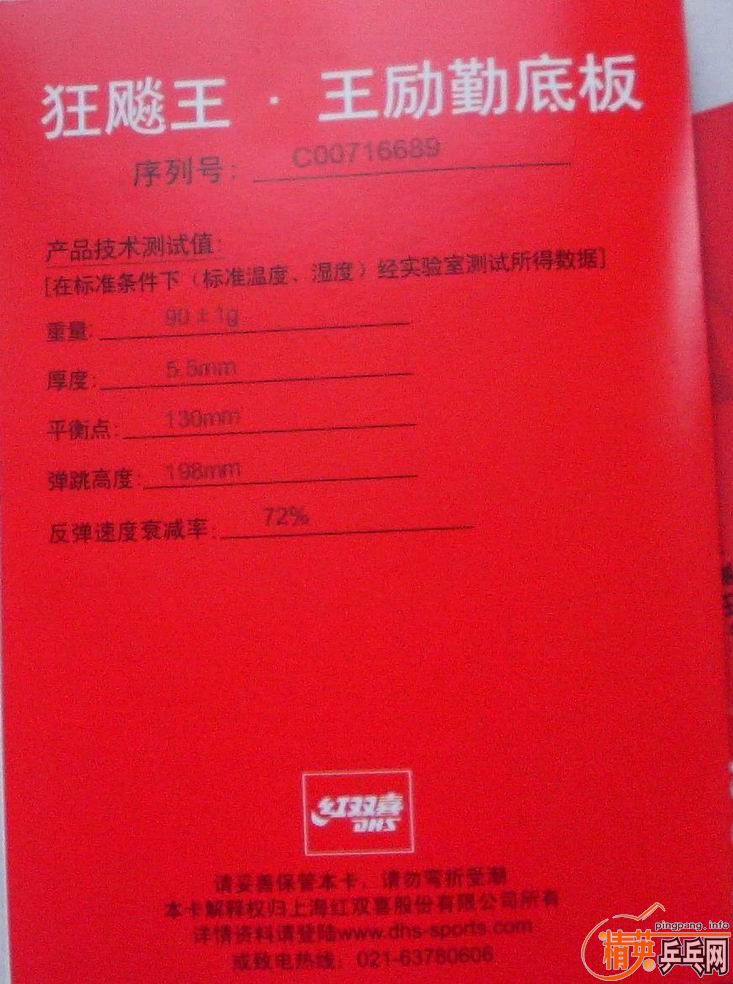 狂飚王·王励勤底板
序列号: C00716689
产品技术测试值:
[在标准条件下（标准温度、湿度）经实验室测试所得数据]
重量: 90±1g
厚度: 5.5mm
平衡点: 130mm
弹跳高度: 198mm
反弹速度衰减率: 72%
红双喜
DHS
请妥善保管本卡，请勿弯折受潮
本卡解释权归上海红双喜股份有限公司所有
详情资料请登陆www.dhs-sports.com
或致电热线：021-63780606
pingpang.info
精英乒乓网